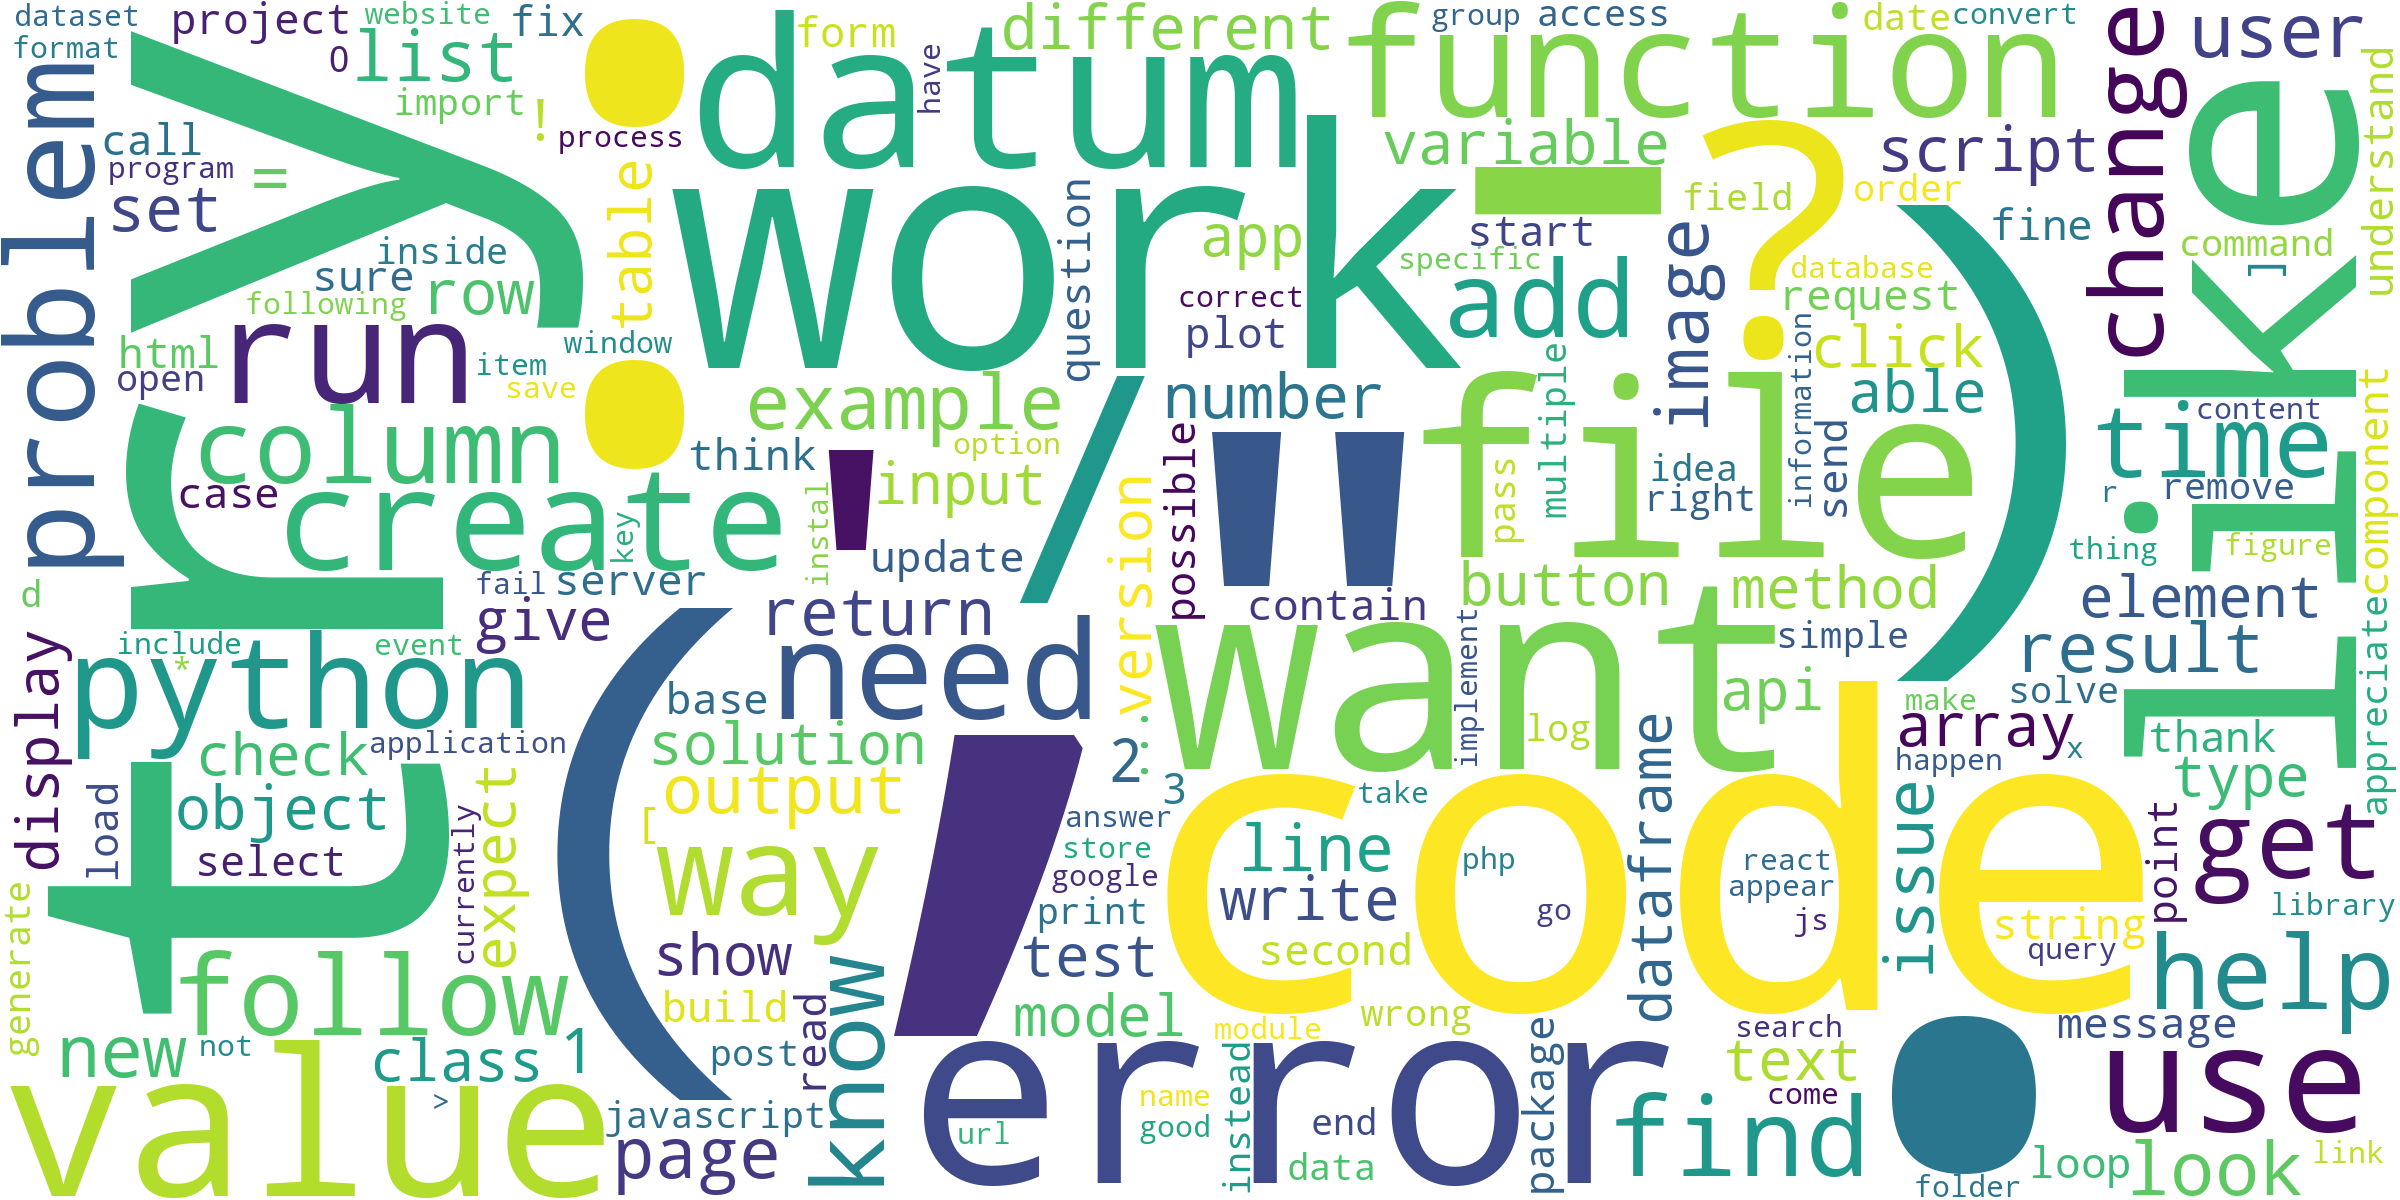 dataset
format
project
O
website
list
import
fix
!
process
:
datum
form
have
different
function
group
access
date
convert
change
user
understand
problem
call
program
set
=
try
inside
sure
following
row
html
open
run
item
save
window
table
work
-
question
app
specific
correct
plot
variable
start
add
?
field
script
order
fine
image
database
request
click
able
information
like
command
]
column
case
create
key
example
option
think
'
input
instal
update
/
number
possible
version
"
contain
multiple
pass
file
idea
right
send
)
time
r
remove
content
thing
figure
component
element
d
display
include
*
event
python
fail
server
give
return
need
button
method
implement
want
simple
api
log
result
solve
make
array
x
happen
thank
type
appreciate
check
application
object
select
load
currently
expect
generate
(
base
solution
output
[
way
show
build
,
2
3
;
answer
store
google
print
test
take
line
write
second
php
go
code
dataframe
react
appear
js
issue
string
query
point
get
library
help
message
follow
new
not
class
1
value
>
javascript
page
post
read
know
model
module
wrong
error
url
name
good
instead
end
data
package
search
text
come
find
.
folder
use
loop
look
link